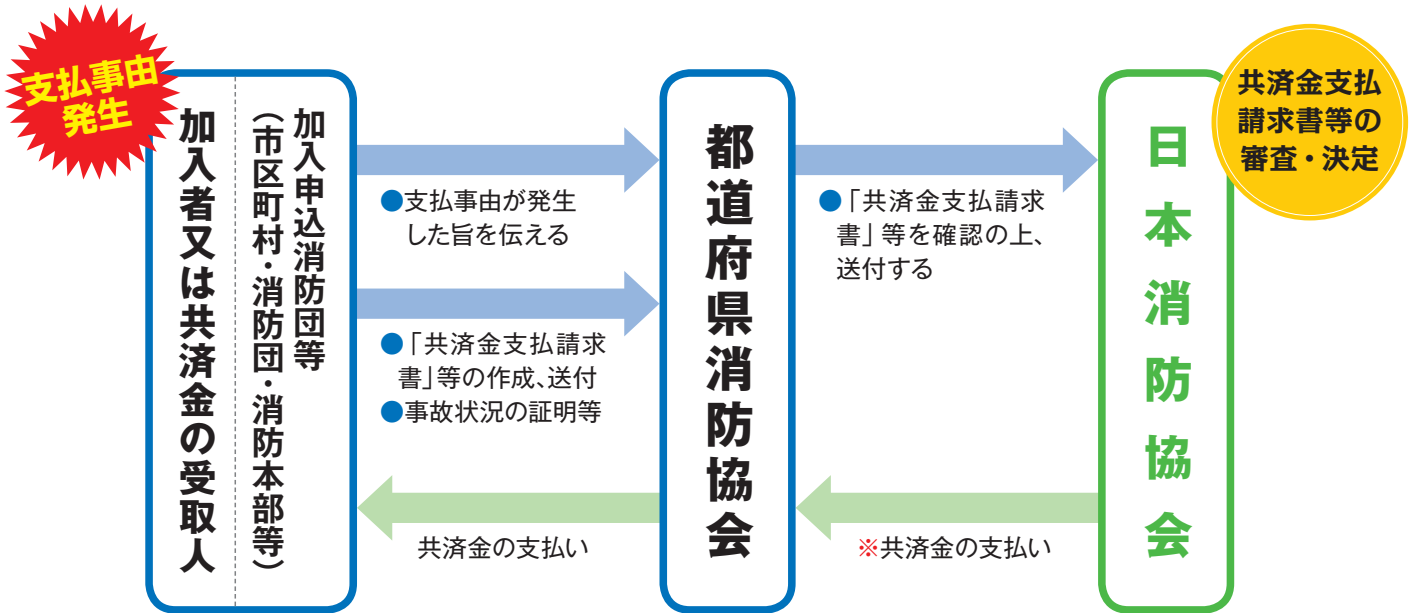 支払事由
発生
加入申込消防団等
（市区町村・消防団・消防本部等）
加入者又は共済金の受取人
●支払事由が発生
した旨を伝える
●「共済金支払請求
書」等の作成、送付
●事故状況の証明等
共済金の支払い
都道府県消防協会
●「共済金支払請求
書」等を確認の上、
送付する
※共済金の支払い
日本消防協会
共済金支払
請求書等の
審査・決定